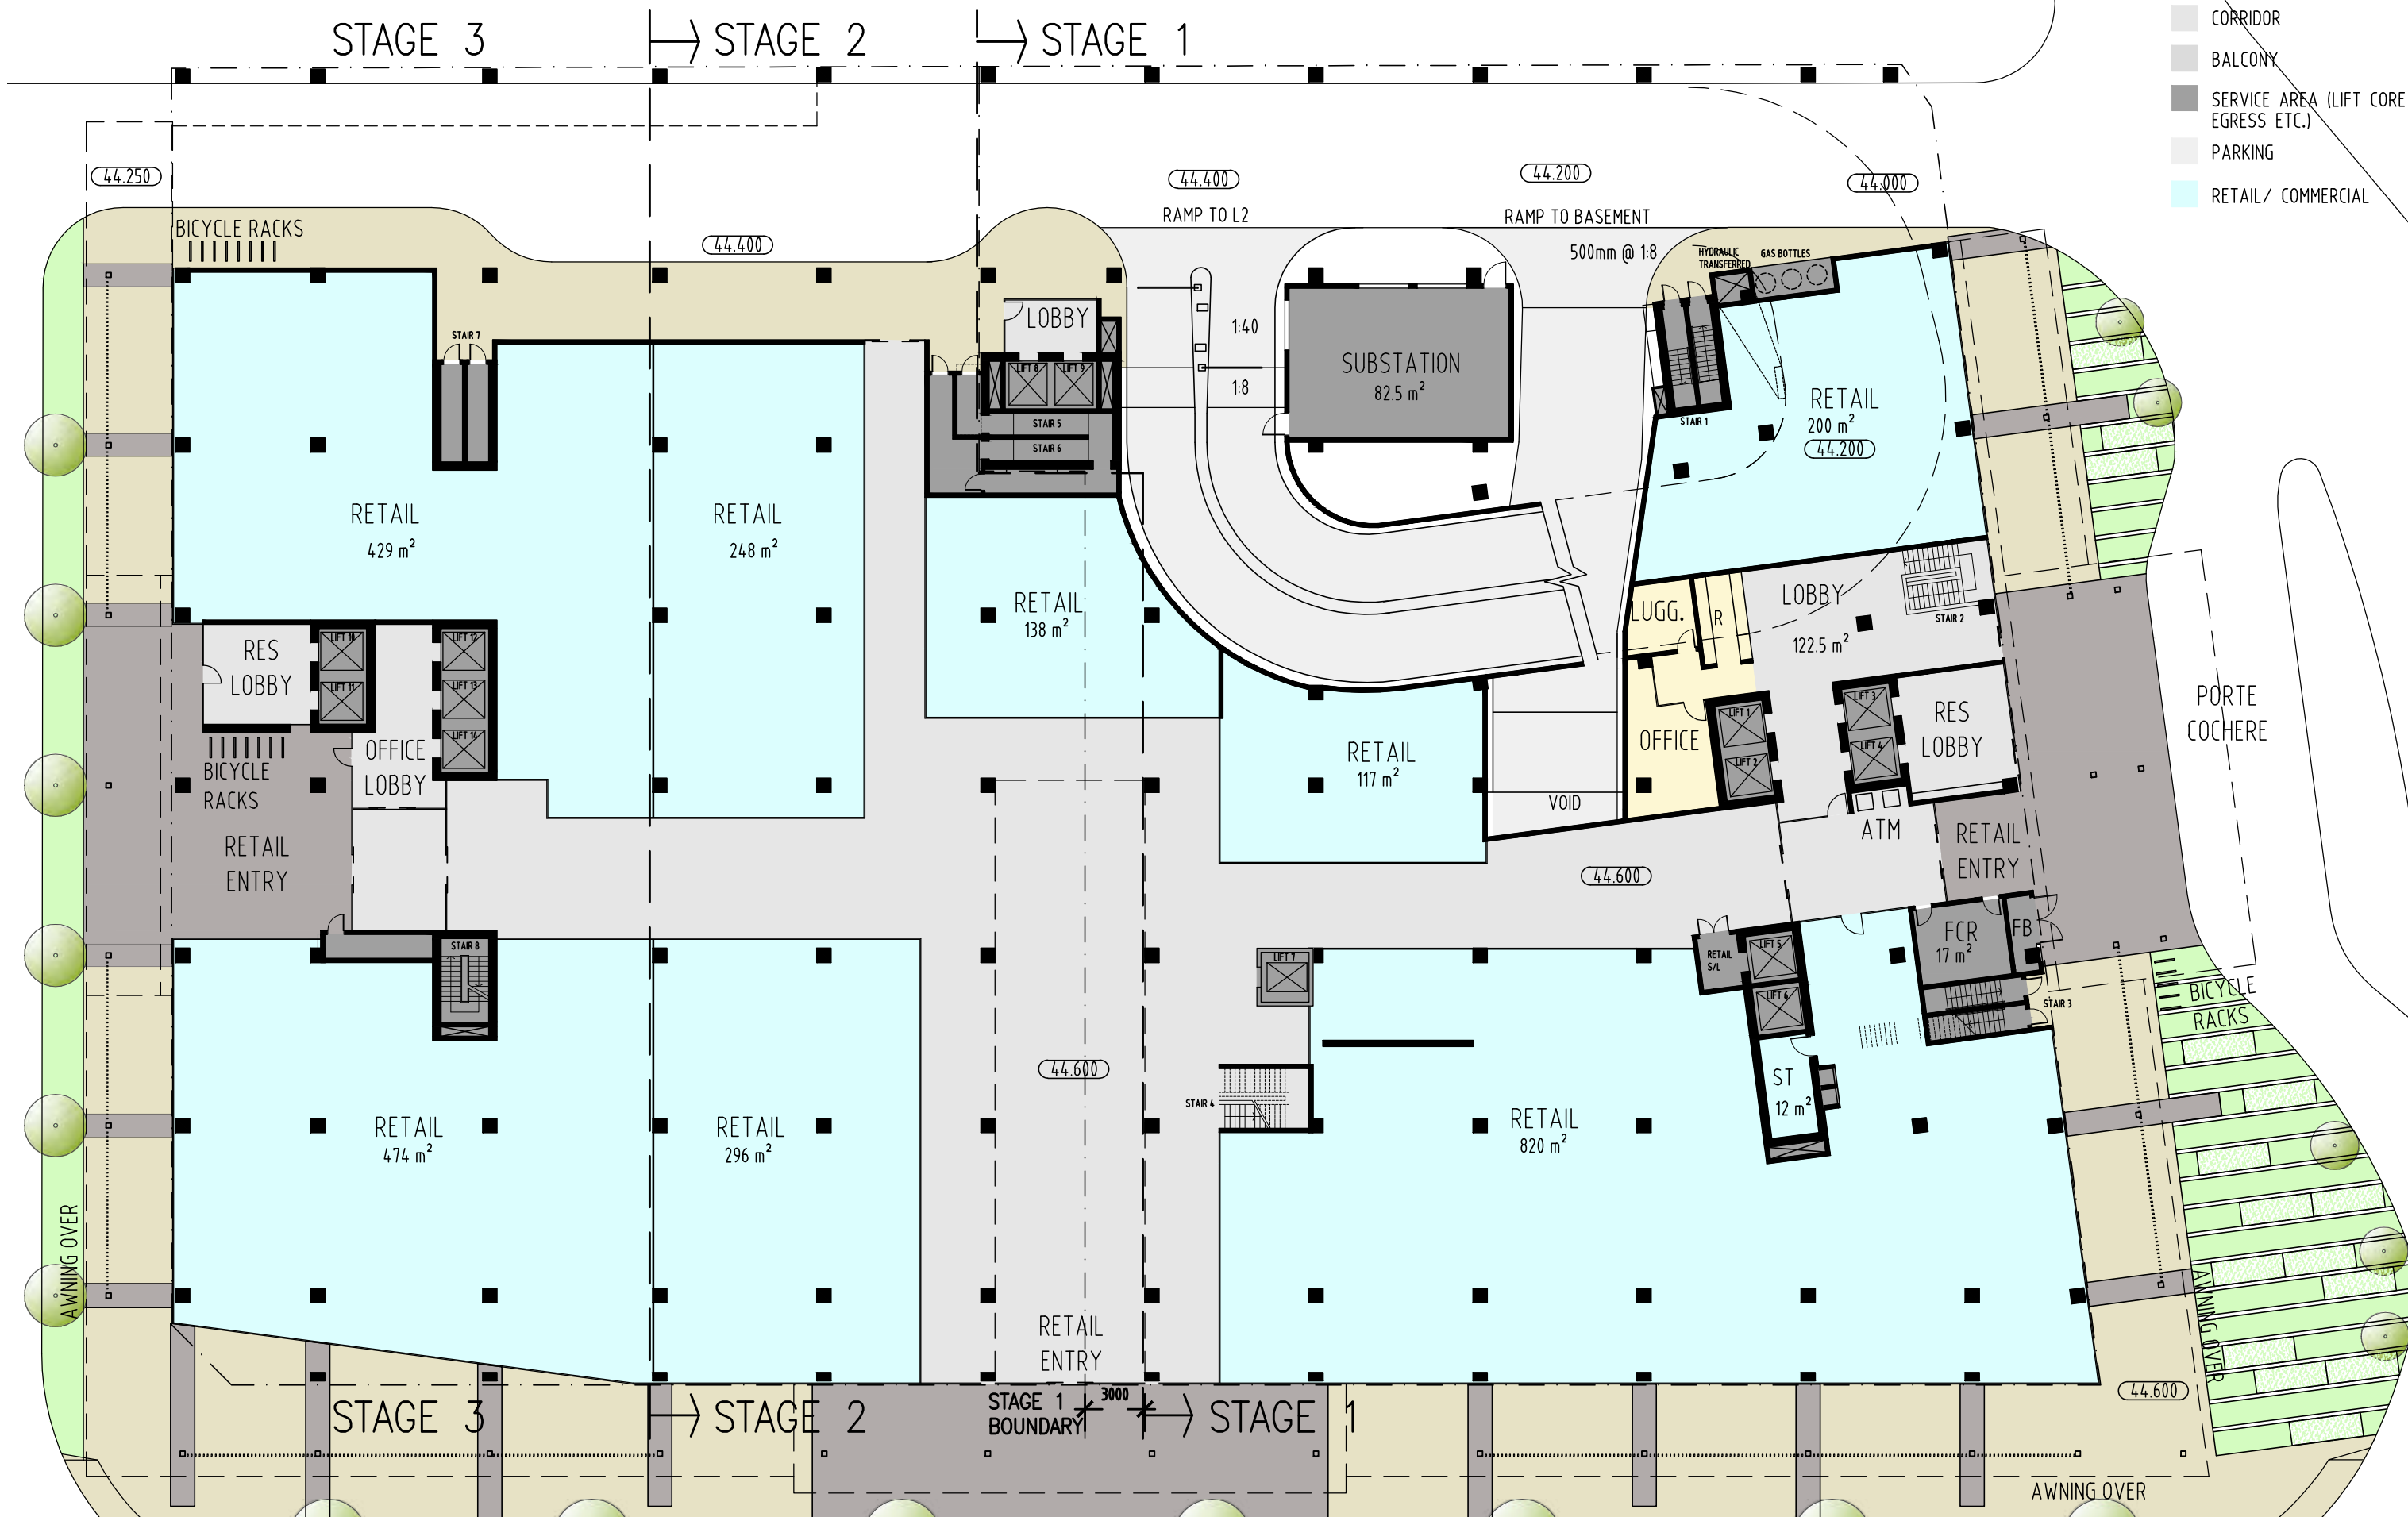 STAGE 3
STAGE 2
STAGE 1
CORRIDOR
BALCONY
SERVICE AREA (LIFT CORE
EGRESS ETC.)
PARKING
RETAIL/ COMMERCIAL
44.250
44.400
44.200
44.000
RAMP TO L2
RAMP TO BASEMENT
BICYCLE RACKS
44.400
500mm @ 1:8
HYDRAULIC
TRANSFERRED
GAS BOTTLES
LOBBY
1:40
STAIR 7
LIFT 8
LIFT 9
SUBSTATION
82.5 m²
1:8
RETAIL
200 m²
44.200
STAIR 1
STAIR 5
STAIR 6
RETAIL
429 m²
RETAIL
248 m²
RETAIL
138 m²
LUGG.
R
LOBBY
122.5 m²
STAIR 2
RES
LOBBY
LIFT 10
LIFT 11
LIFT 12
LIFT 13
LIFT 14
OFFICE
LOBBY
BICYCLE
RACKS
RETAIL
117 m²
OFFICE
LIFT 1
LIFT 2
LIFT 3
LIFT 4
RES
LOBBY
PORTE
COCHERE
VOID
ATM
RETAIL
ENTRY
RETAIL
ENTRY
44.600
STAIR 8
LIFT 7
RETAIL
S/L
LIFT 5
LIFT 6
FCR
17 m²
FB
BICYCLE
RACKS
STAIR 3
44.600
STAIR 4
ST
12 m²
RETAIL
474 m²
RETAIL
296 m²
RETAIL
820 m²
AWNING OVER
AWNING OVER
RETAIL
ENTRY
STAGE 3
STAGE 2
STAGE 1
BOUNDARY
3000
STAGE 1
44.600
AWNING OVER